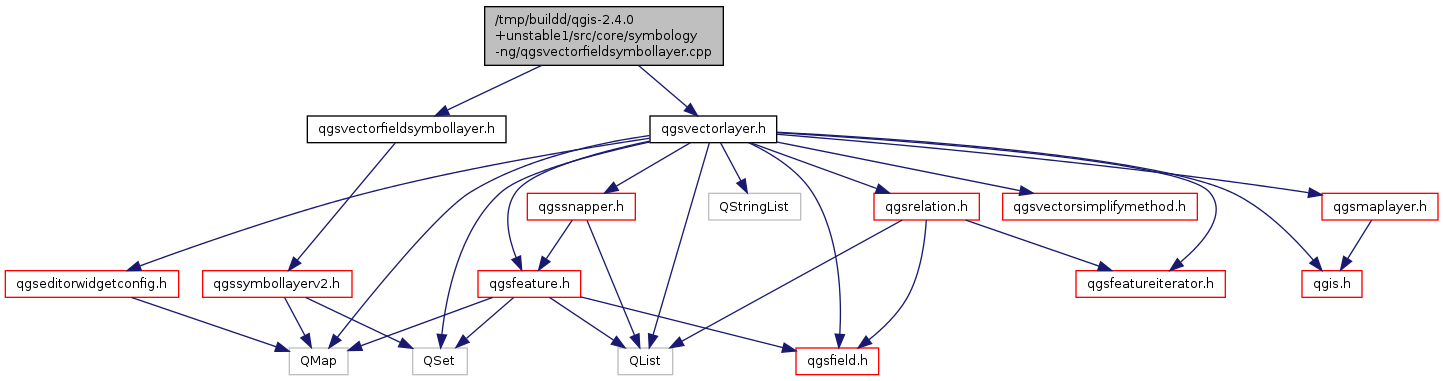 /tmp/buildd/qgis-2.4.0
+unstable1/src/core/symbology
-ng/qgsvectorfieldsymbollayer.cpp
qgsvectorfieldsymbollayer.h
qgsvectorlayer.h
qgssnapper.h
QStringList
qgsrelation.h
qgsvectorsimplifymethod.h
qgsmaplayer.h
qgseditorwidgetconfig.h
qgssymbollayerv2.h
qgsfeature.h
qgsfeatureiterator.h
qgis.h
QMap
QSet
QList
qgsfield.h